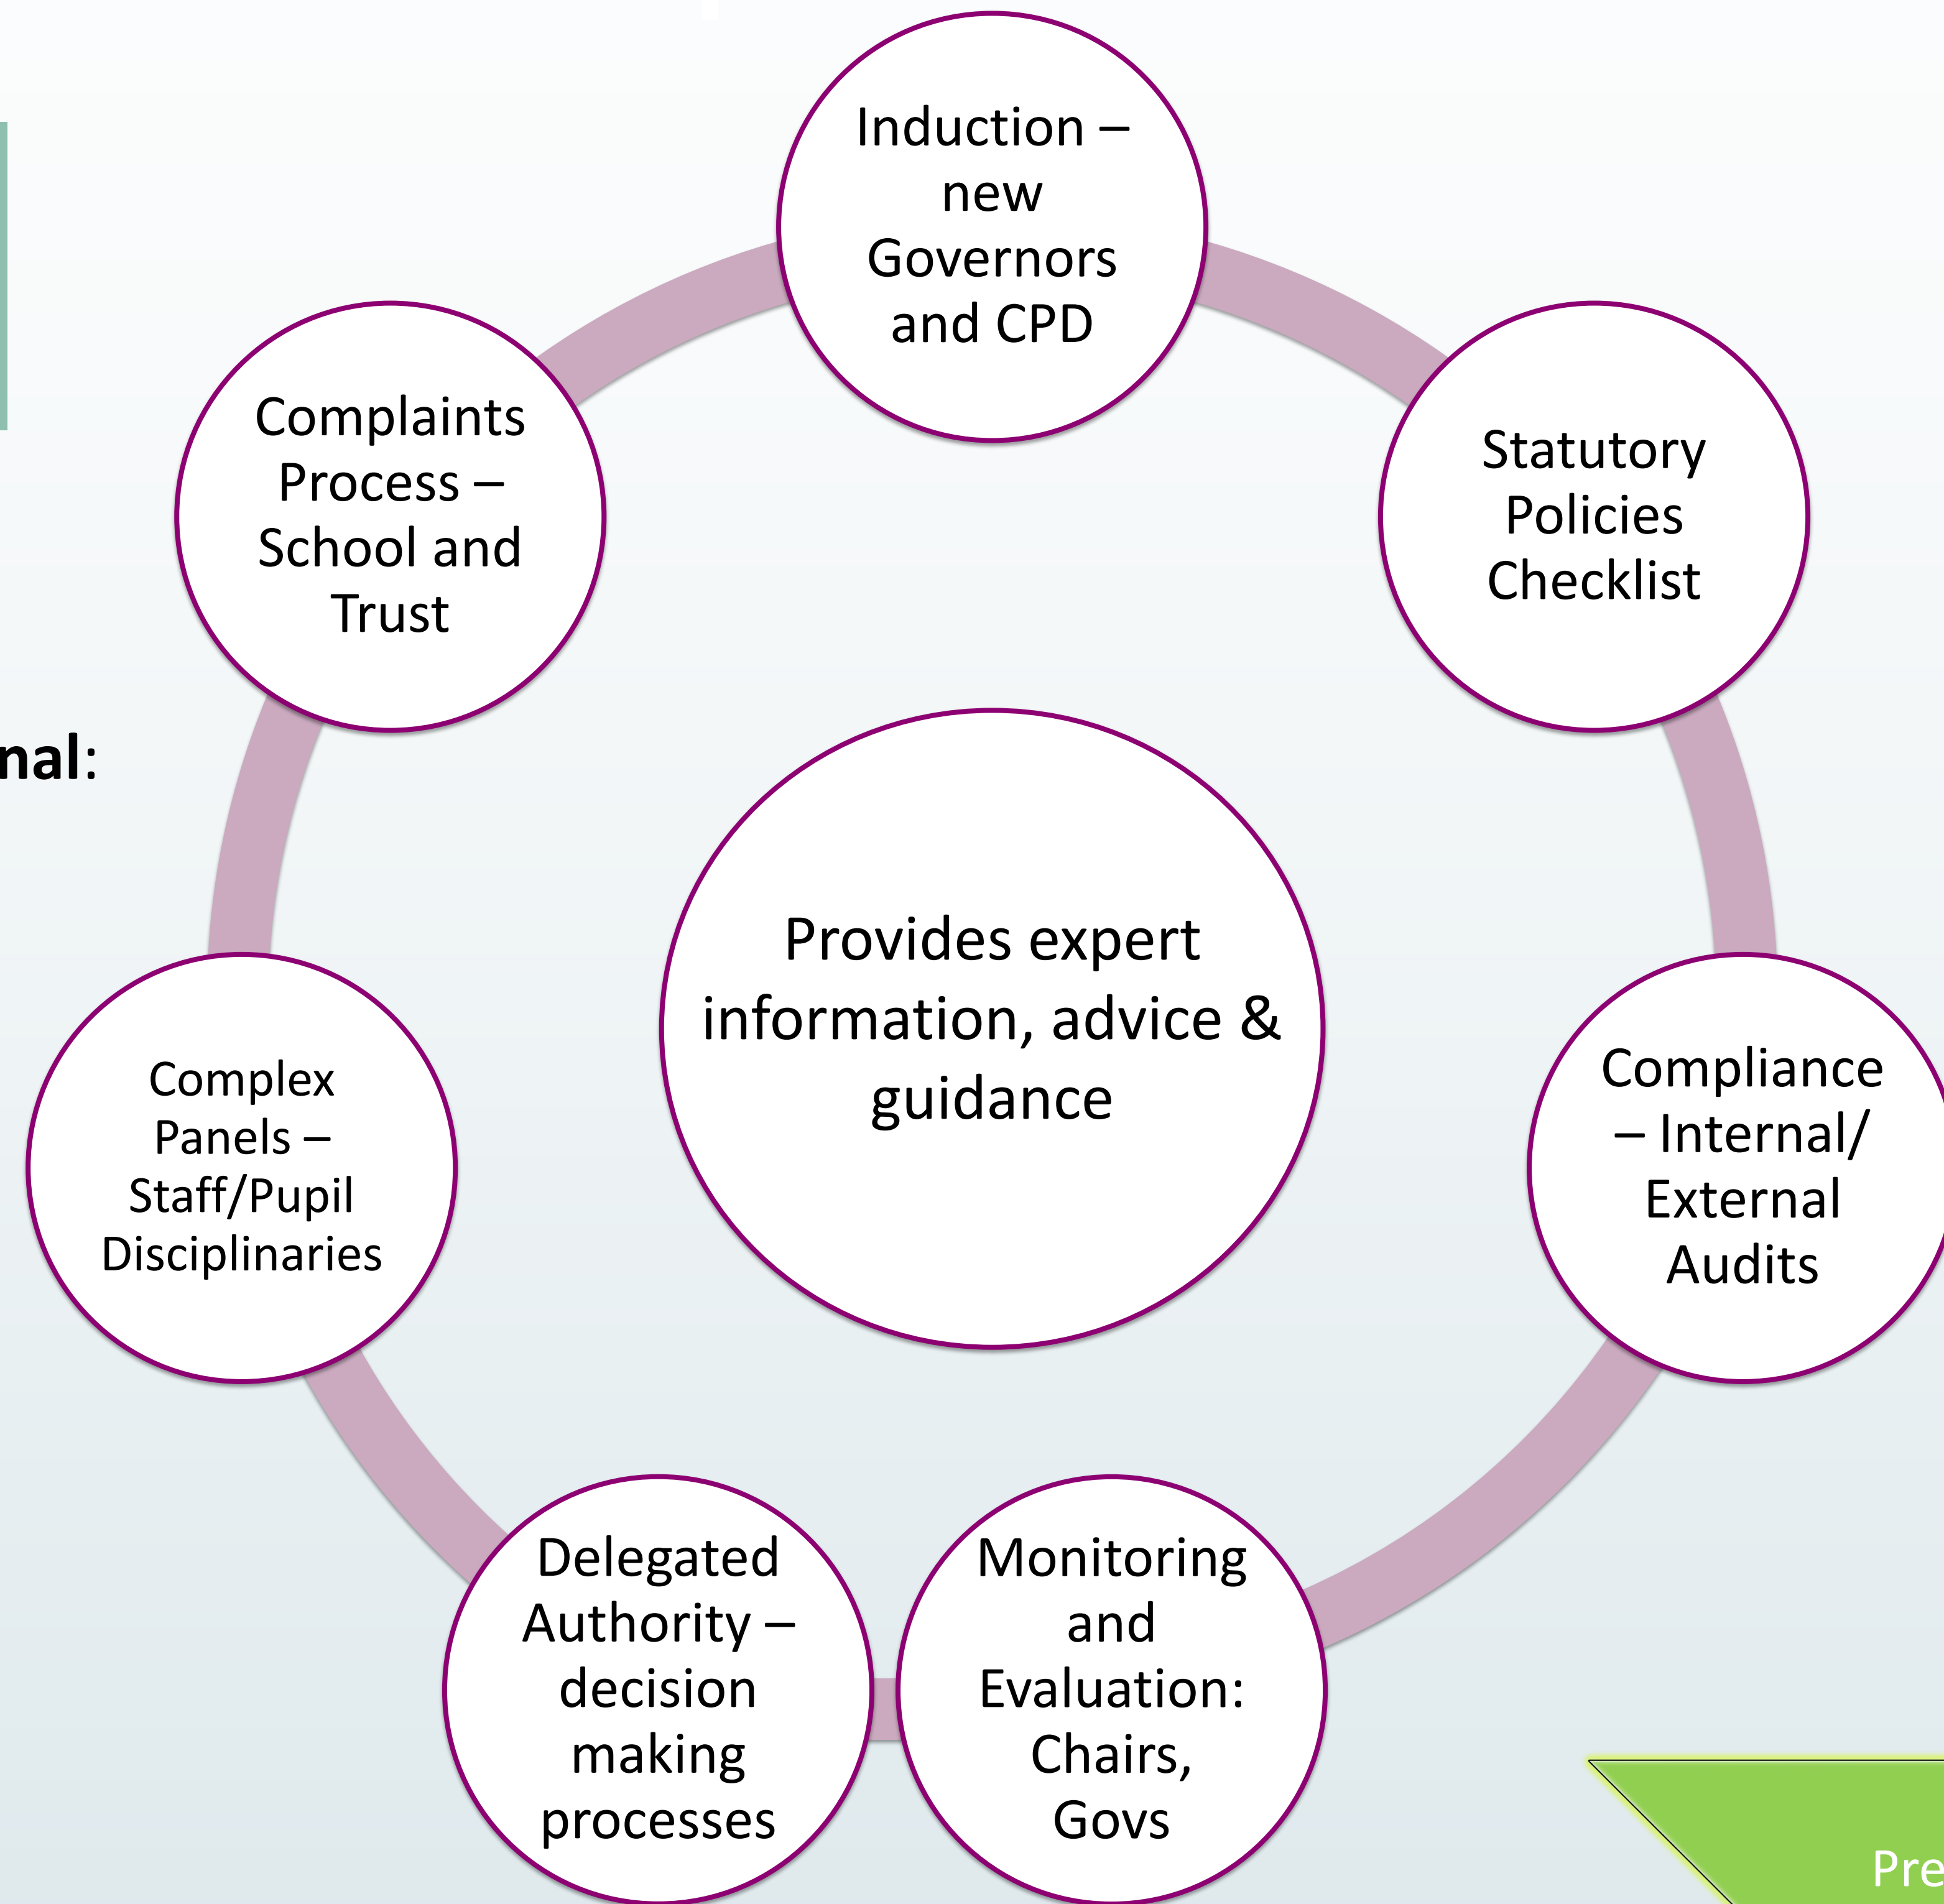 Induction –
new
Governors
and CPD
Statutory
Policies
Checklist
Compliance
– Internal/
External
Audits
Monitoring
and
Evaluation:
Chairs,
Govs
Delegated
Authority –
decision
making
processes
Complex
Panels –
Staff/Pupil
Disciplinaries
Complaints
Process –
School and
Trust
Provides expert
information, advice &
guidance
nal:
Pre